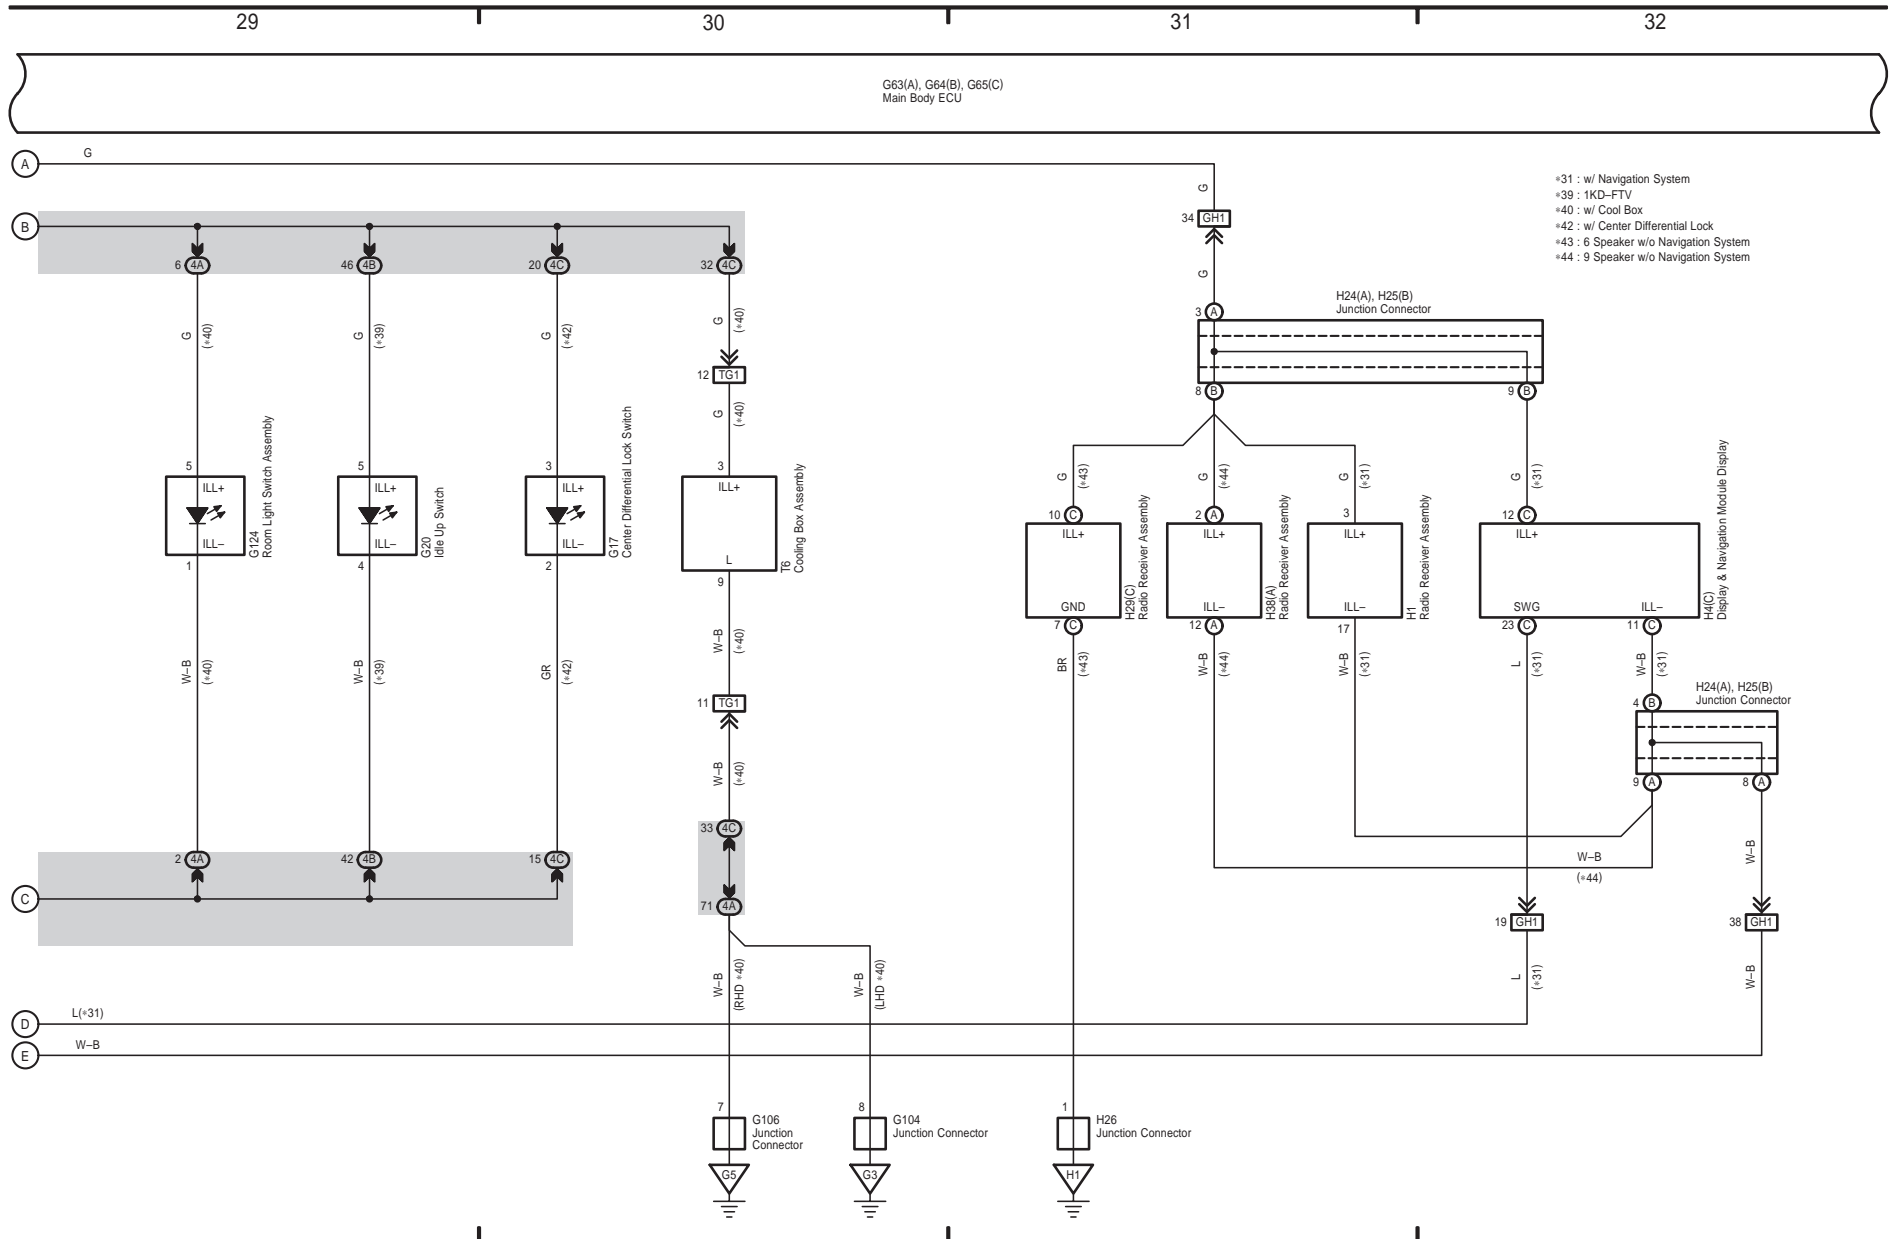 29
30
31
32
G63(A), G64(B), G65(C)
Main Body ECU
A
G
G
34 GH1
G
∗31 : w/ Navigation System
∗39 : 1KD–FTV
∗40 : w/ Cool Box
∗42 : w/ Center Differential Lock
∗43 : 6 Speaker w/o Navigation System
∗44 : 9 Speaker w/o Navigation System
B
6 4A
46 4B
20 4C
32 4C
G (∗40)
G (∗39)
G (∗42)
G (∗40)
12 TG1
G (∗40)
H24(A), H25(B)
Junction Connector
3 A
8 B
9 B
G (∗43)
G (∗44)
G (∗31)
G (∗31)
5
ILL+
ILL–
1
G124
Room Light Switch Assembly
5
ILL+
ILL–
4
G20
Idle Up Switch
3
ILL+
ILL–
2
G17
Center Differential Lock Switch
3
ILL+
L
9
T6
Cooling Box Assembly
10 C
ILL+
GND
7 C
H29(C)
Radio Receiver Assembly
2 A
ILL+
ILL–
12 A
H38(A)
Radio Receiver Assembly
3
ILL+
ILL–
17
H1
Radio Receiver Assembly
12 C
ILL+
SWG
ILL–
23 C
11 C
H4(C)
Display & Navigation Module Display
W–B (∗40)
W–B (∗39)
GR (∗42)
W–B (∗40)
11 TG1
W–B (∗40)
BR (∗43)
W–B (∗44)
W–B (∗31)
L (∗31)
W–B (∗31)
H24(A), H25(B)
Junction Connector
4 B
9 A
8 A
W–B
(∗44)
W–B
2 4A
42 4B
15 4C
33 4C
71 4A
C
19 GH1
38 GH1
W–B (RHD ∗40)
W–B (LHD ∗40)
L (∗31)
W–B
D
L(∗31)
E
W–B
7
G106
Junction
Connector
G5
8
G104
Junction Connector
G3
1
H26
Junction Connector
H1